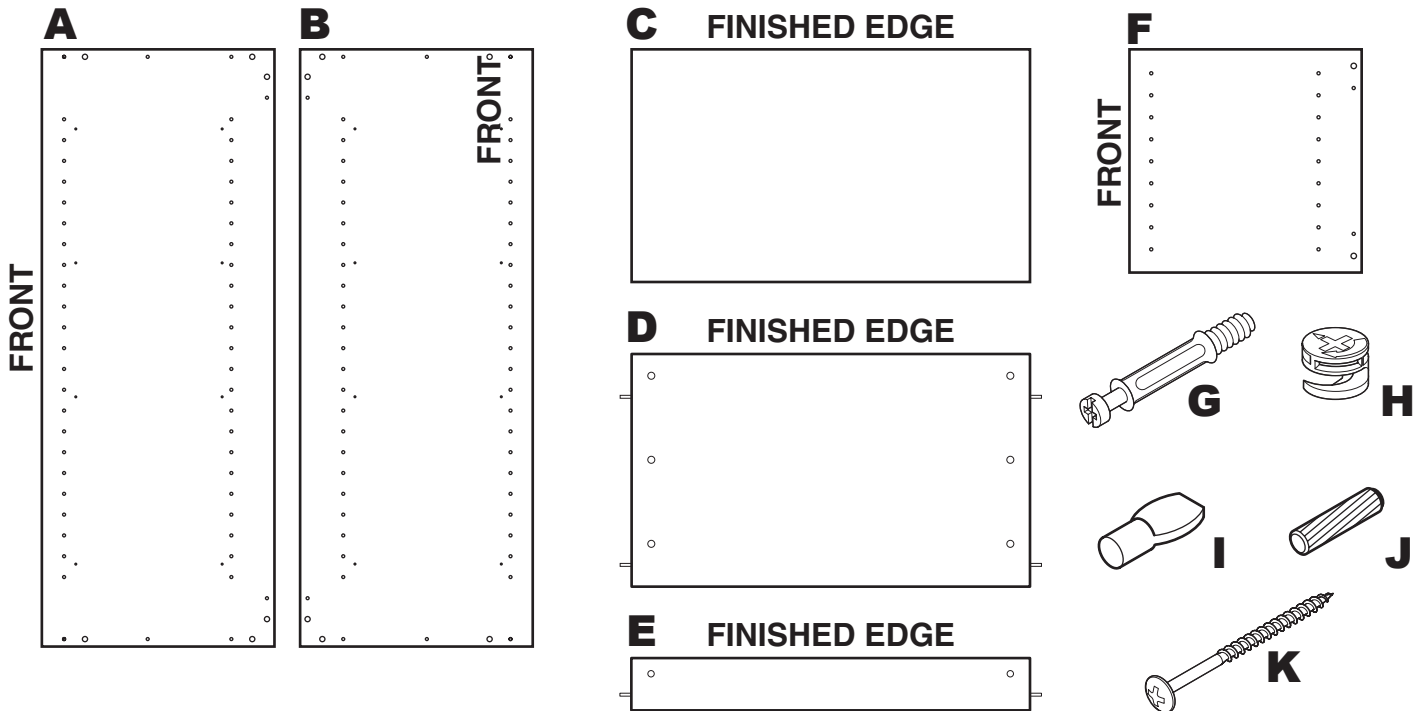 A
B
C FINISHED EDGE
F
FRONT
FRONT
FRONT
D FINISHED EDGE
G
H
I
J
E FINISHED EDGE
K